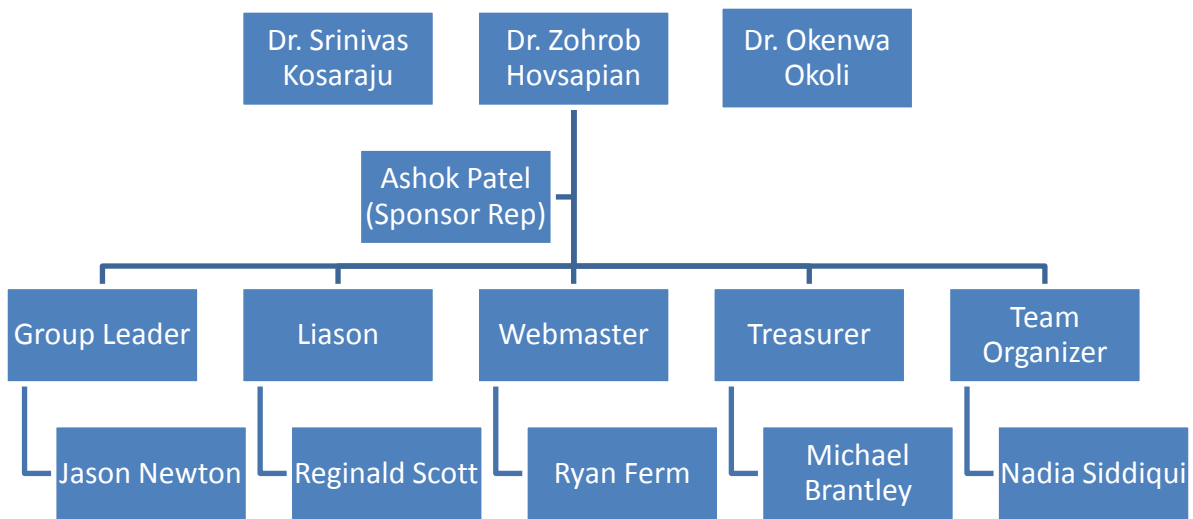 Dr. Srinivas
Kosaraju
Dr. Zohrob
Hovsapian
Dr. Okenwa
Okoli
Ashok Patel
(Sponsor Rep)
Group Leader
Liason
Webmaster
Treasurer
Team
Organizer
Jason Newton
Reginald Scott
Ryan Ferm
Michael
Brantley
Nadia Siddiqui